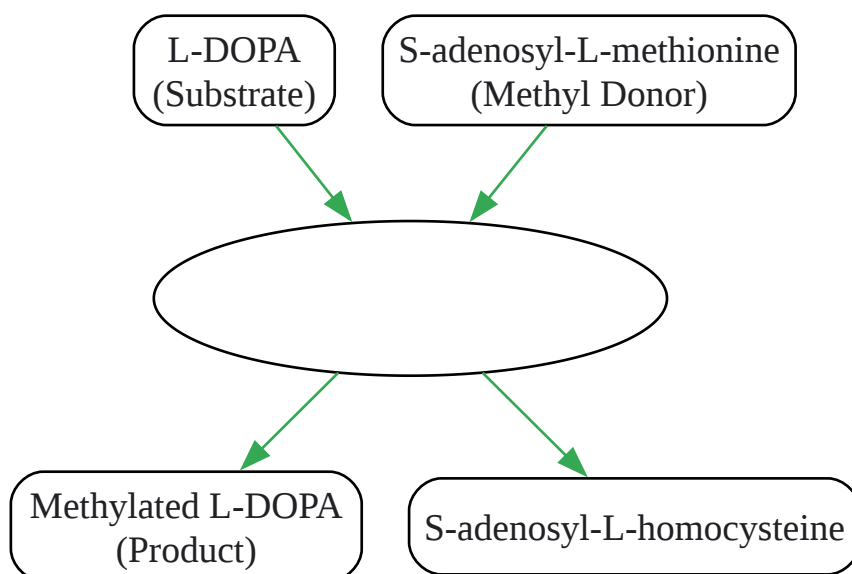 L-DOPA
(Substrate)
S-adenosyl-L-methionine
(Methyl Donor)
Methylated L-DOPA
(Product)
S-adenosyl-L-homocysteine